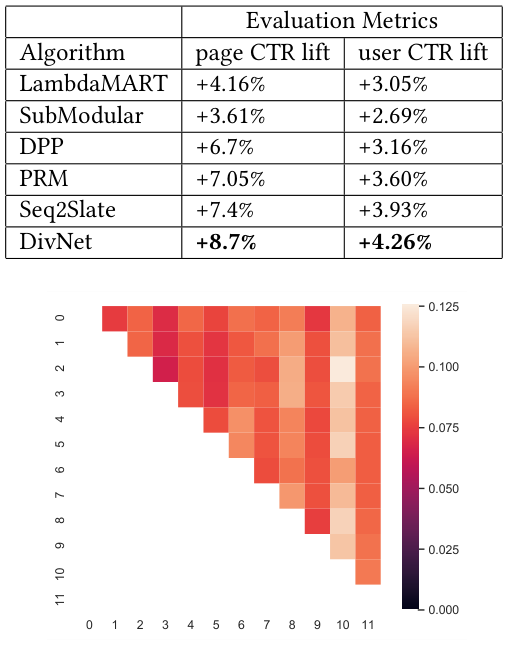 Evaluation Metrics
Algorithm page CTR lift user CTR lift
LambdaMART +4.16% +3.05%
SubModular +3.61% +2.69%
DPP +6.7% +3.16%
PRM +7.05% +3.60%
Seq2Slate +7.4% +3.93%
DivNet +8.7% +4.26%
0.125
0.100
0.075
0.050
0.025
0.000
0
1
2
3
4
5
6
7
8
9
10
11
0 1 2 3 4 5 6 7 8 9 10 11